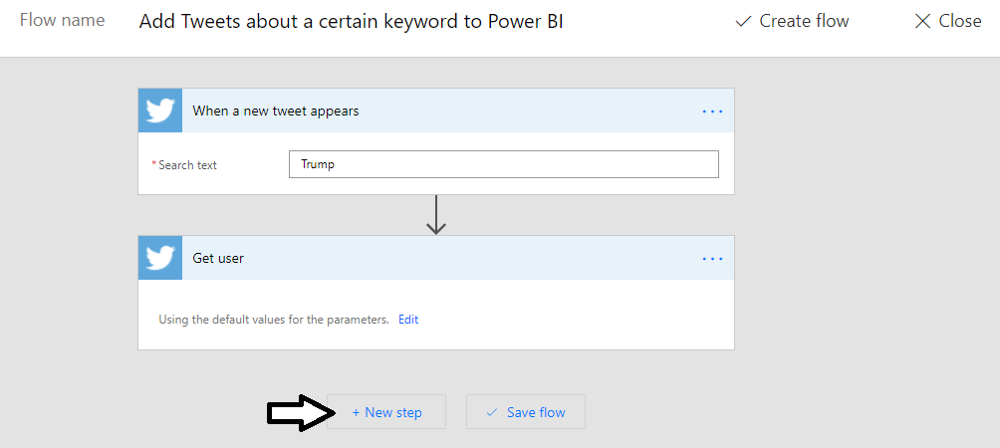 Flow name Add Tweets about a certain keyword to Power BI Create flow Close
When a new tweet appears
* Search text Trump
Get user
Using the default values for the parameters. Edit
+ New step Save flow